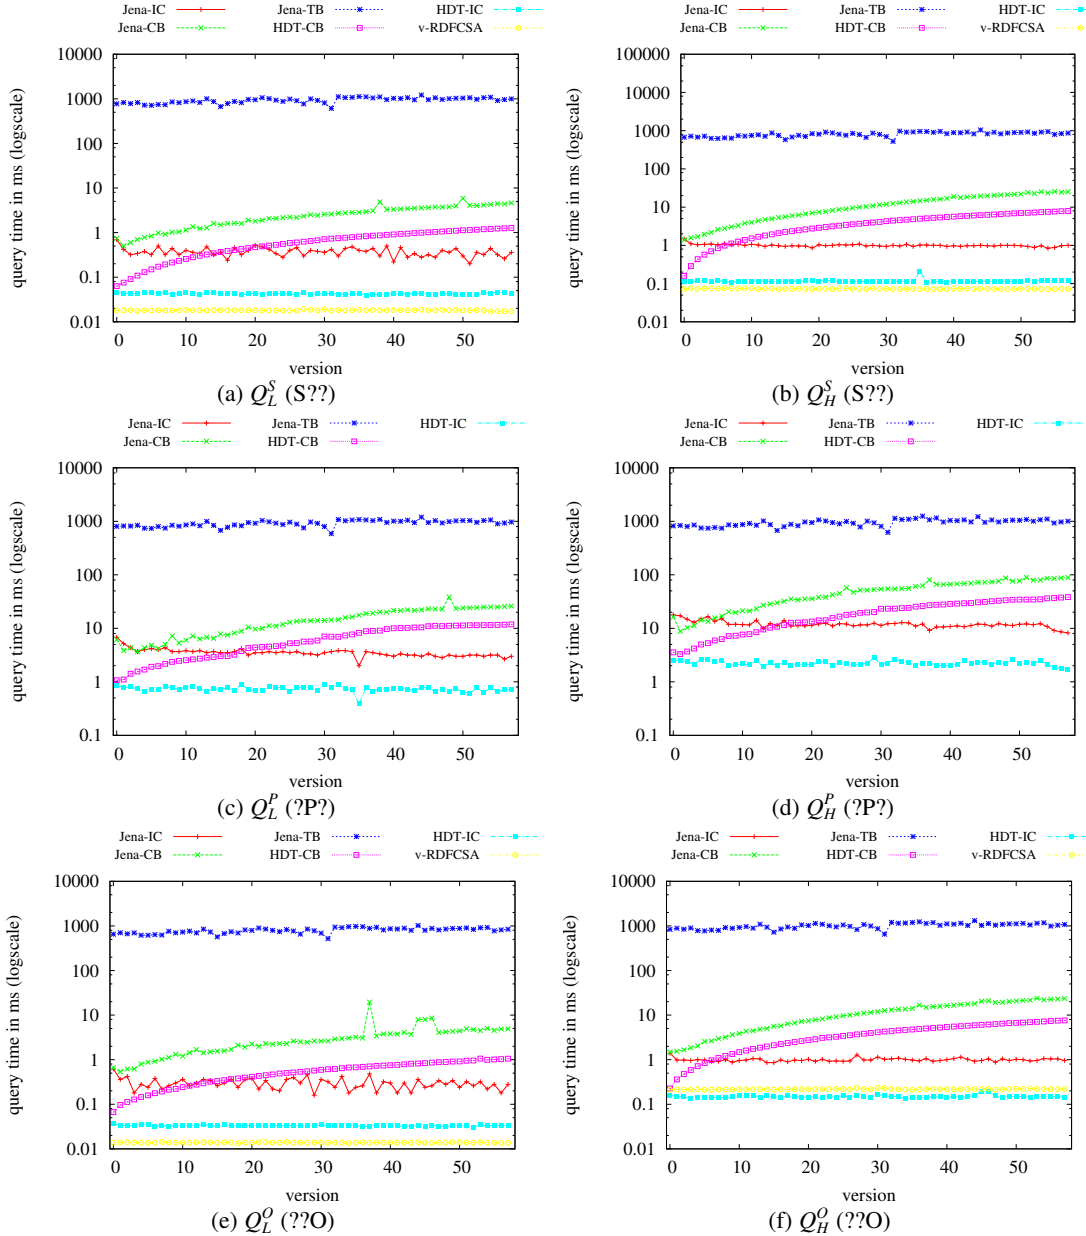 Jena-IC Jena-TB HDT-IC
Jena-CB HDT-CB v-RDFCSA
query time in ms (logscale)
10000
1000
100
10
1
0.1
0.01
0 10 20 30 40 50
version
(a) Q_L^S (S??)
Jena-IC Jena-TB HDT-IC
Jena-CB HDT-CB v-RDFCSA
query time in ms (logscale)
100000
10000
1000
100
10
1
0.1
0.01
0 10 20 30 40 50
version
(b) Q_H^S (S??)
Jena-IC Jena-TB HDT-IC
Jena-CB HDT-CB
query time in ms (logscale)
10000
1000
100
10
1
0.1
0 10 20 30 40 50
version
(c) Q_L^P (?P?)
Jena-IC Jena-TB HDT-IC
Jena-CB HDT-CB
query time in ms (logscale)
10000
1000
100
10
1
0.1
0 10 20 30 40 50
version
(d) Q_H^P (?P?)
Jena-IC Jena-TB HDT-IC
Jena-CB HDT-CB v-RDFCSA
query time in ms (logscale)
10000
1000
100
10
1
0.1
0.01
0 10 20 30 40 50
version
(e) Q_L^O (??O)
Jena-IC Jena-TB HDT-IC
Jena-CB HDT-CB v-RDFCSA
query time in ms (logscale)
10000
1000
100
10
1
0.1
0.01
0 10 20 30 40 50
version
(f) Q_H^O (??O)